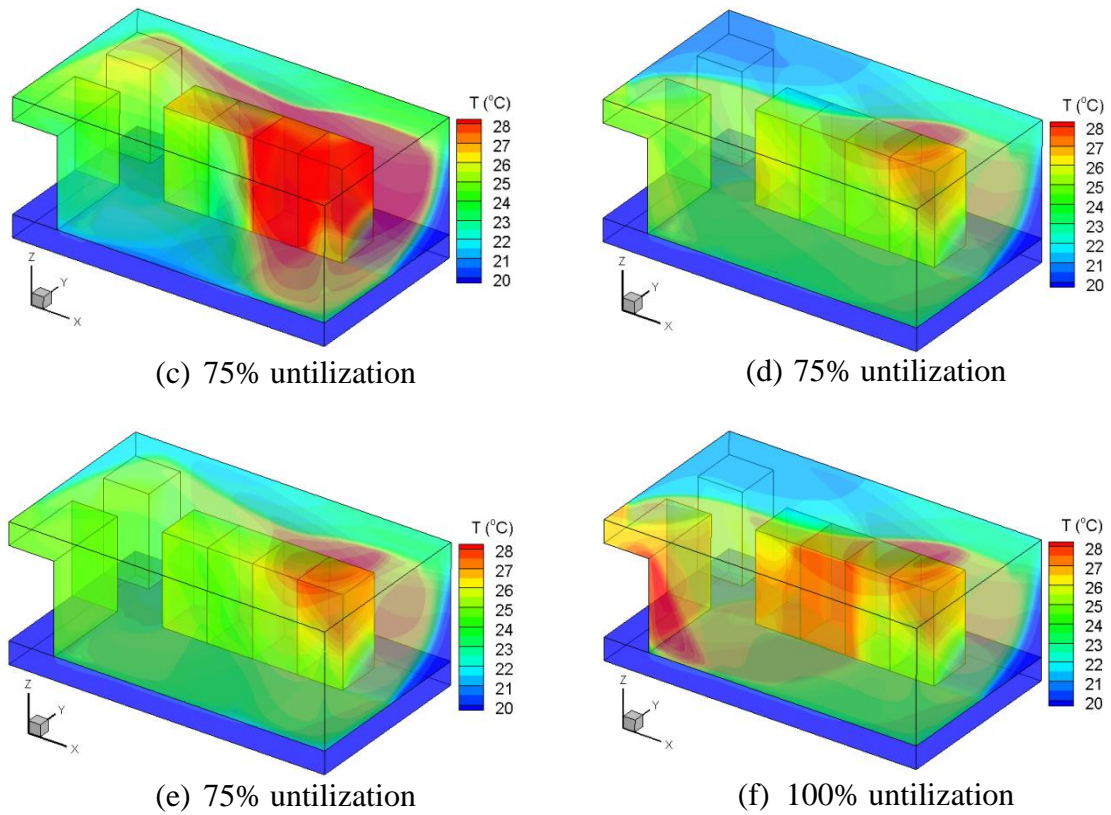 T (°C)
28
27
26
25
24
23
22
21
20
Z
Y
X
(c) 75% untilization
T (°C)
28
27
26
25
24
23
22
21
20
Z
Y
X
(d) 75% untilization
T (°C)
28
27
26
25
24
23
22
21
20
Z
Y
X
(e) 75% untilization
T (°C)
28
27
26
25
24
23
22
21
20
Z
Y
X
(f) 100% untilization